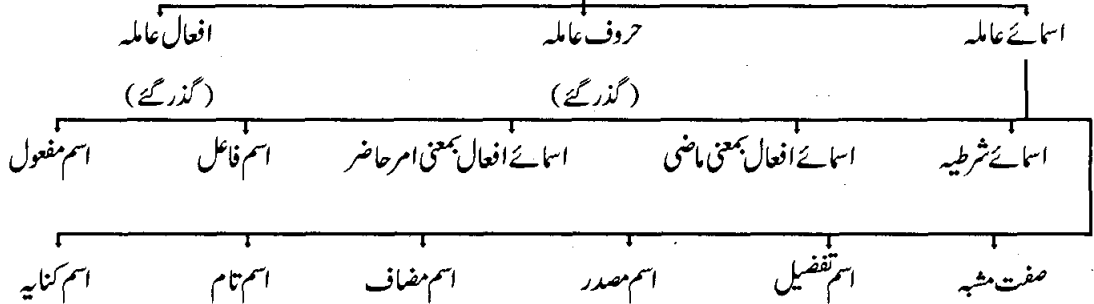 اسمائے عاملہ حروف عاملہ افعال عاملہ
(گذر گئے) (گذر گئے)
اسمائے شرطیہ اسمائے افعال بمعنی ماضی اسمائے افعال بمعنی امر حاضر اسم فاعل اسم مفعول
صفت مشبہ اسم تفضیل اسم مصدر اسم مضاف اسم تام اسم کنایہ